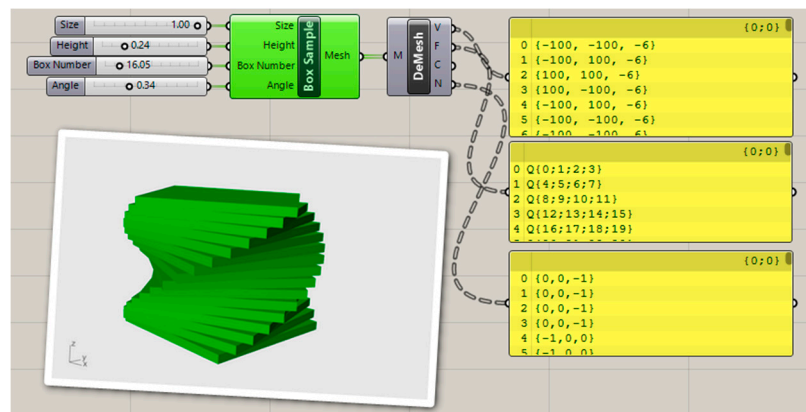 Size 1.00
Height 0.24
Box Number 16.05
Angle 0.34
Size
Height
Box Number
Angle
Box Sample
Mesh
M
DeMesh
V
F
C
N
{0;0}
0 {-100, -100, -6}
1 {-100, 100, -6}
2 {100, 100, -6}
3 {100, -100, -6}
4 {-100, 100, -6}
5 {-100, -100, -6}
6 {-100, -100, 6}
{0;0}
0 Q{0;1;2;3}
1 Q{4;5;6;7}
2 Q{8;9;10;11}
3 Q{12;13;14;15}
4 Q{16;17;18;19}
{0;0}
0 {0,0,-1}
1 {0,0,-1}
2 {0,0,-1}
3 {0,0,-1}
4 {-1,0,0}
5 {-1,0,0}
z
y
x